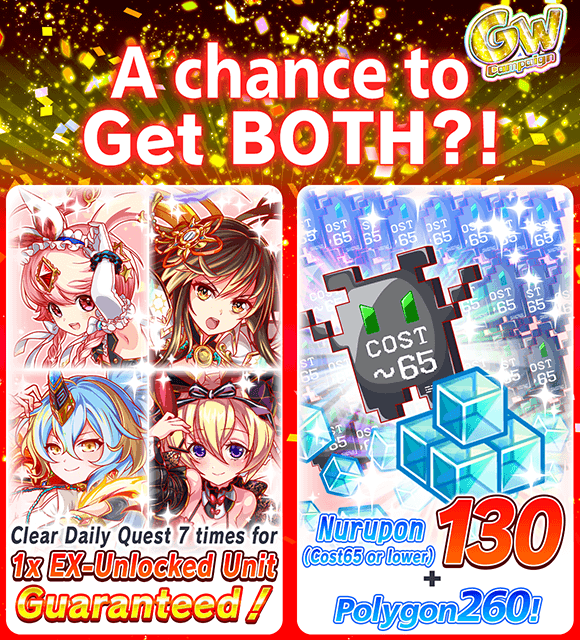 GW
Campaign
A chance to
Get BOTH?!
Clear Daily Quest 7 times for
1x EX-Unlocked Unit
Guaranteed!
COST
~65
Nurupon
(Cost65 or lower)
130
+
Polygon260!